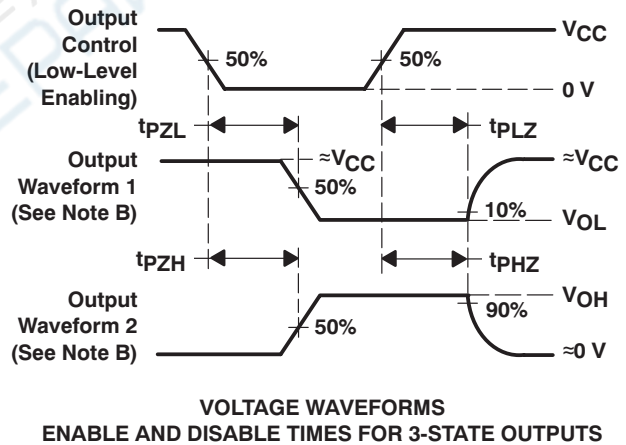 Output
Control
(Low-Level
Enabling)
50%
50%
VCC
0 V
tPZL
tPLZ
Output
Waveform 1
(See Note B)
≈VCC
50%
≈VCC
10%
VOL
tPZH
tPHZ
Output
Waveform 2
(See Note B)
50%
VOH
90%
≈0 V
VOLTAGE WAVEFORMS
ENABLE AND DISABLE TIMES FOR 3-STATE OUTPUTS